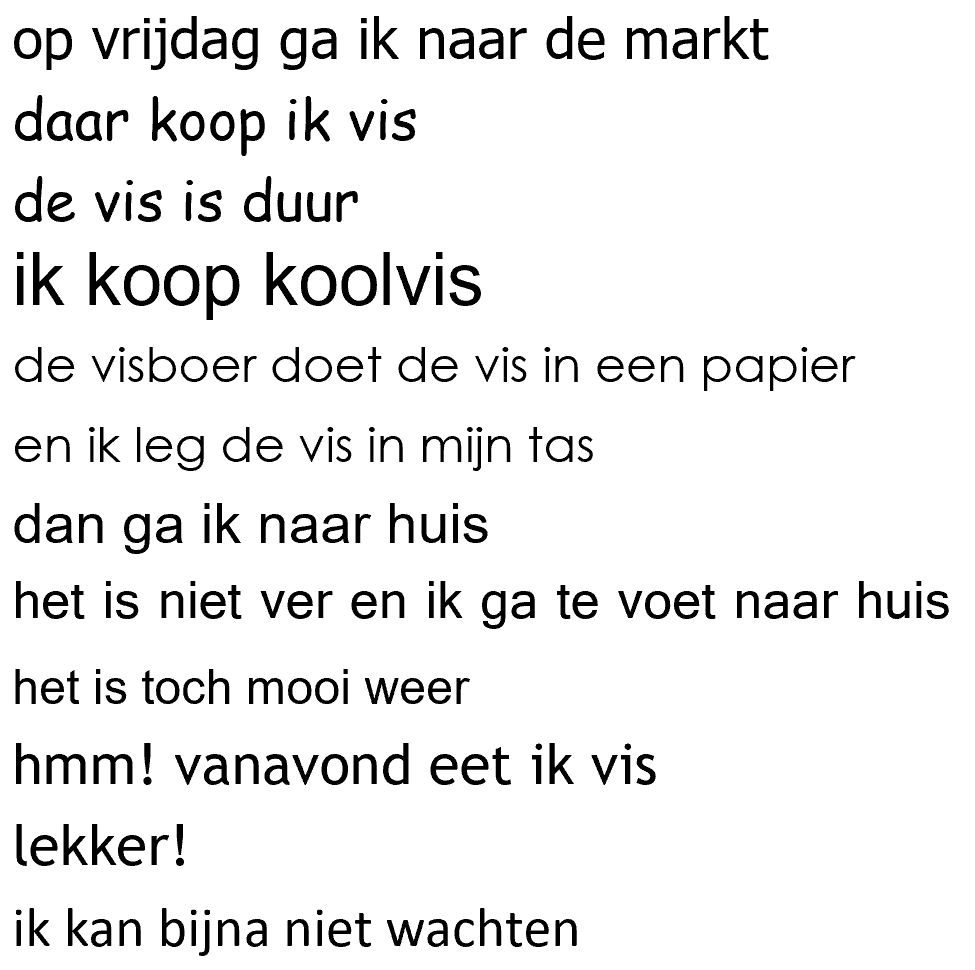 op vrijdag ga ik naar de markt
daar koop ik vis
de vis is duur
ik koop koolvis
de visboer doet de vis in een papier
en ik leg de vis in mijn tas
dan ga ik naar huis
het is niet ver en ik ga te voet naar huis
het is toch mooi weer
hmm! vanavond eet ik vis
lekker!
ik kan bijna niet wachten